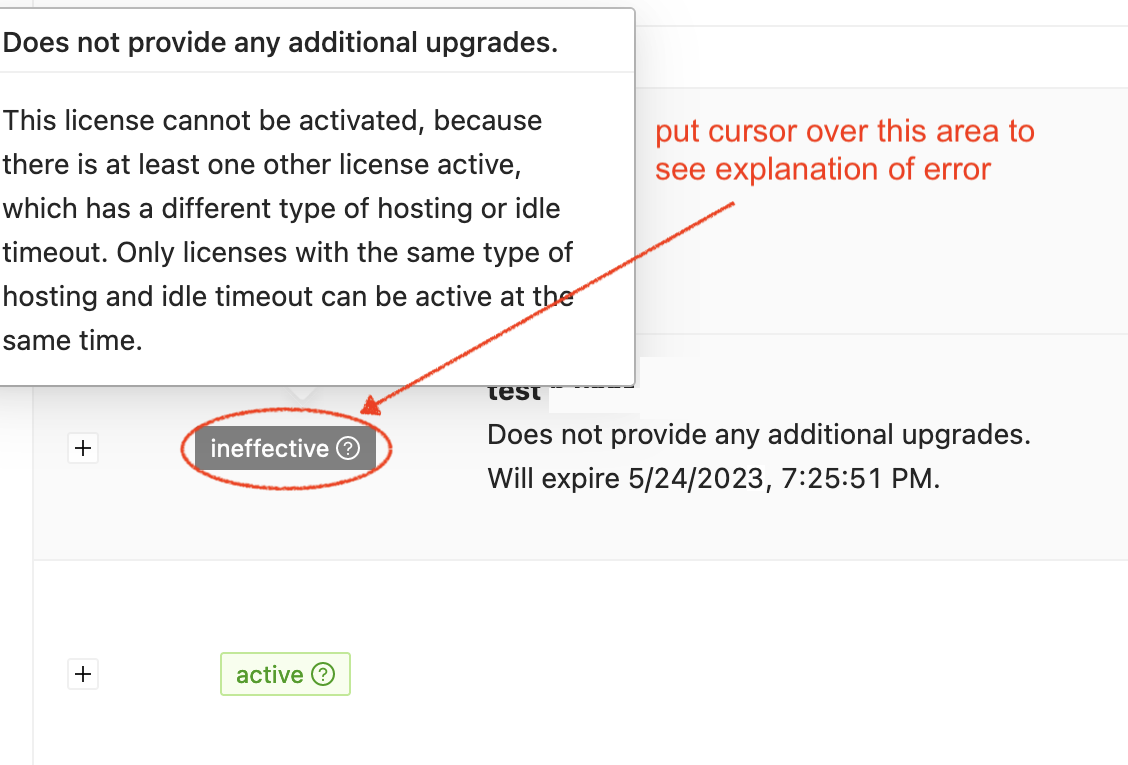 Does not provide any additional upgrades.
This license cannot be activated, because
there is at least one other license active,
which has a different type of hosting or idle
timeout. Only licenses with the same type of
hosting and idle timeout can be active at the
same time.
put cursor over this area to
see explanation of error
test
+
ineffective ?
Does not provide any additional upgrades.
Will expire 5/24/2023, 7:25:51 PM.
+
active ?